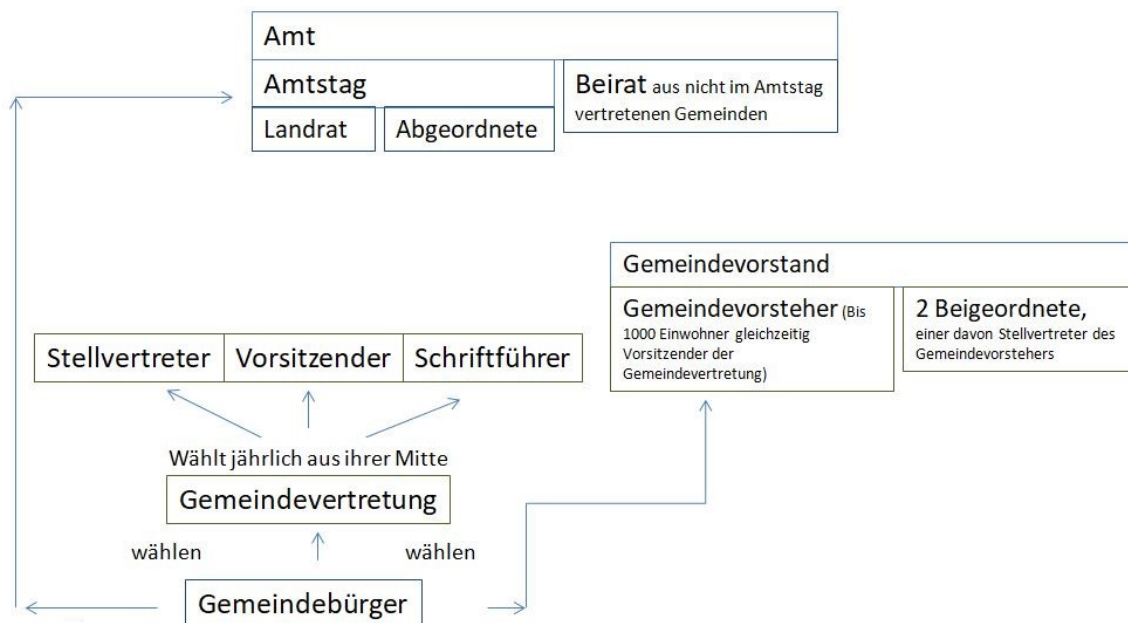 Amt
Amtstag
Beirat aus nicht im Amtstag
vertretenen Gemeinden
Landrat
Abgeordnete
Gemeindevorstand
Gemeindevorsteher (Bis
1000 Einwohner gleichzeitig
Vorsitzender der
Gemeindevertretung)
2 Beigeordnete,
einer davon Stellvertreter des
Gemeindevorstehers
Stellvertreter
Vorsitzender
Schriftführer
Wählt jährlich aus ihrer Mitte
Gemeindevertretung
wählen
wählen
Gemeindebürger